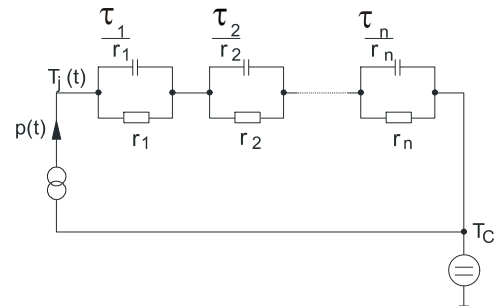 τ1/r1 τ2/r2 τn/rn
Tj(t)
p(t)
r1 r2 rn
TC